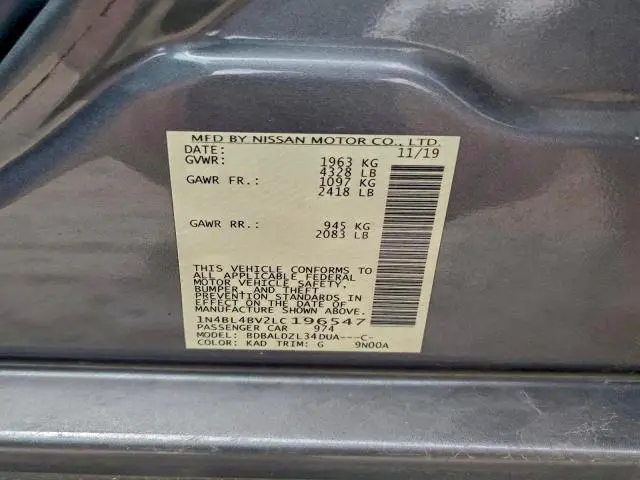 MFD BY NISSAN MOTOR CO., LTD.
DATE: 11/19
GVWR: 1963 KG
4328 LB
GAWR FR.: 1097 KG
2418 LB
GAWR RR.: 945 KG
2083 LB
THIS VEHICLE CONFORMS TO
ALL APPLICABLE FEDERAL
MOTOR VEHICLE SAFETY,
BUMPER, AND THEFT
PREVENTION STANDARDS
IN EFFECT ON THE DATE OF
MANUFACTURE SHOWN ABOVE.
1N4BL4BV2LC196547
PASSENGER CAR 974
MODEL: BDBALDZL34DUA---C-
COLOR: KAD TRIM: G 9N00A